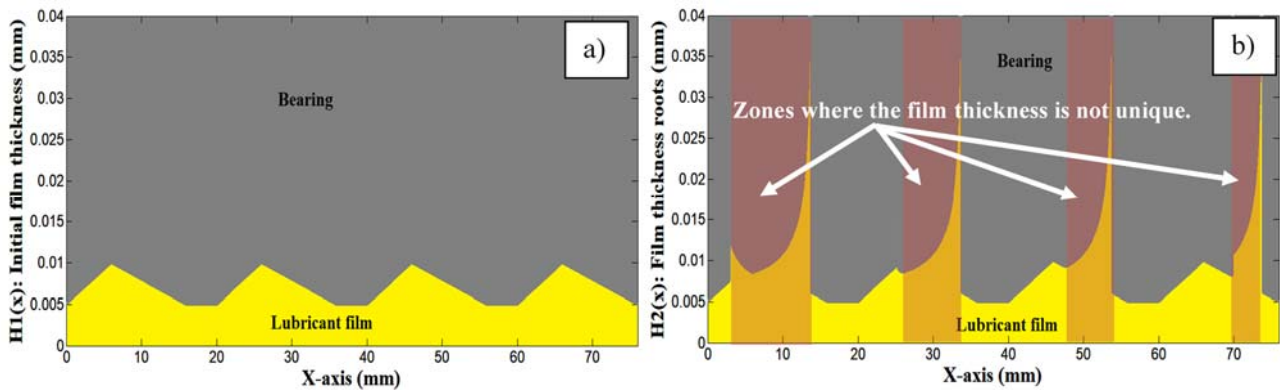 H1(x): Initial film thickness (mm)
0.04
0.035
0.03
0.025
0.02
0.015
0.01
0.005
0
a)
Bearing
Lubricant film
0 10 20 30 40 50 60 70
X-axis (mm)
H2(x): Film thickness roots (mm)
0.04
0.035
0.03
0.025
0.02
0.015
0.01
0.005
0
b)
Bearing
Zones where the film thickness is not unique.
Lubricant film
0 10 20 30 40 50 60 70
X-axis (mm)